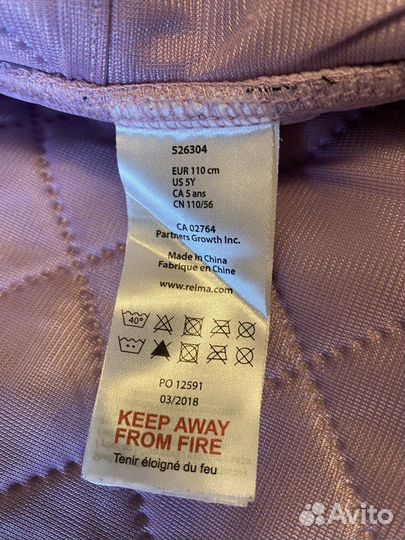 526304
EUR 110 cm
US 5Y
CA 5 ans
CN 110/56
CA 02764
Partners Growth Inc.
Made in China
Fabriqué en Chine
www.reima.com
40°
PO 12591
03/2018
KEEP AWAY
FROM FIRE
Tenir éloigné du feu
Avito